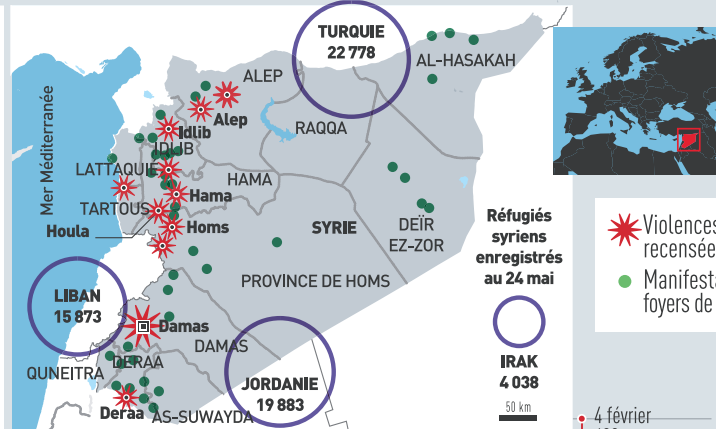 TURQUIE
22 778
AL-HASAKAH
ALEP
Alep
Mer Méditerranée
RAQQA
Idlib
IDLIB
LATTAQUIÉ
HAMA
Hama
TARTOUS
Houla
Homs
SYRIE
DEÏR
EZ-ZOR
PROVINCE DE HOMS
LIBAN
15 873
Damas
DAMAS
QUNEITRA
DERAA
Deraa
AS-SUWAYDA
JORDANIE
19 883
Réfugiés
syriens
enregistrés
au 24 mai
IRAK
4 038
50 km
Violences
recensée
Manifesta
foyers de
4 février